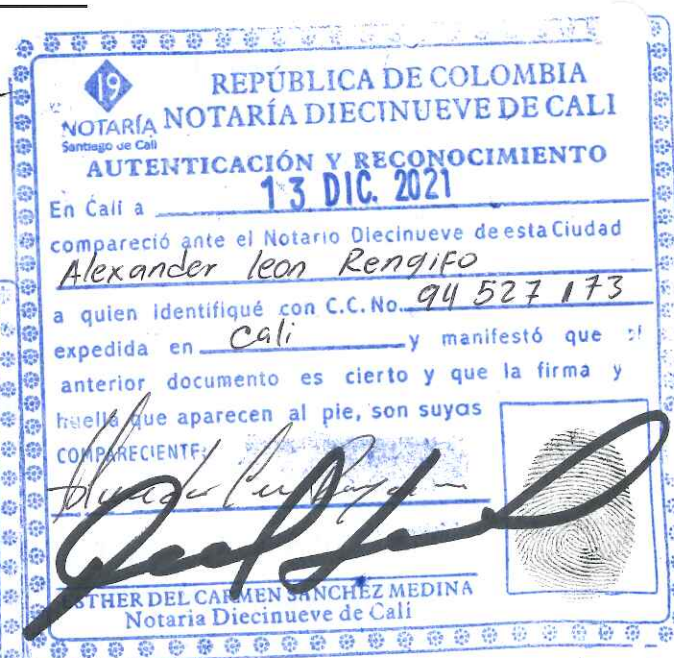 19
NOTARÍA
Santiago de Cali
REPÚBLICA DE COLOMBIA
NOTARÍA DIECINUEVE DE CALI
AUTENTICACIÓN Y RECONOCIMIENTO
En Cali a 13 DIC. 2021
compareció ante el Notario Diecinueve de esta Ciudad
Alexander leon Rengifo
a quien identifiqué con C.C. No. 94 527 173
expedida en Cali y manifestó que el
anterior documento es cierto y que la firma y
huella que aparecen al pie, son suyas
COMPARECIENTE:
ESTHER DEL CARMEN SÁNCHEZ MEDINA
Notaria Diecinueve de Cali